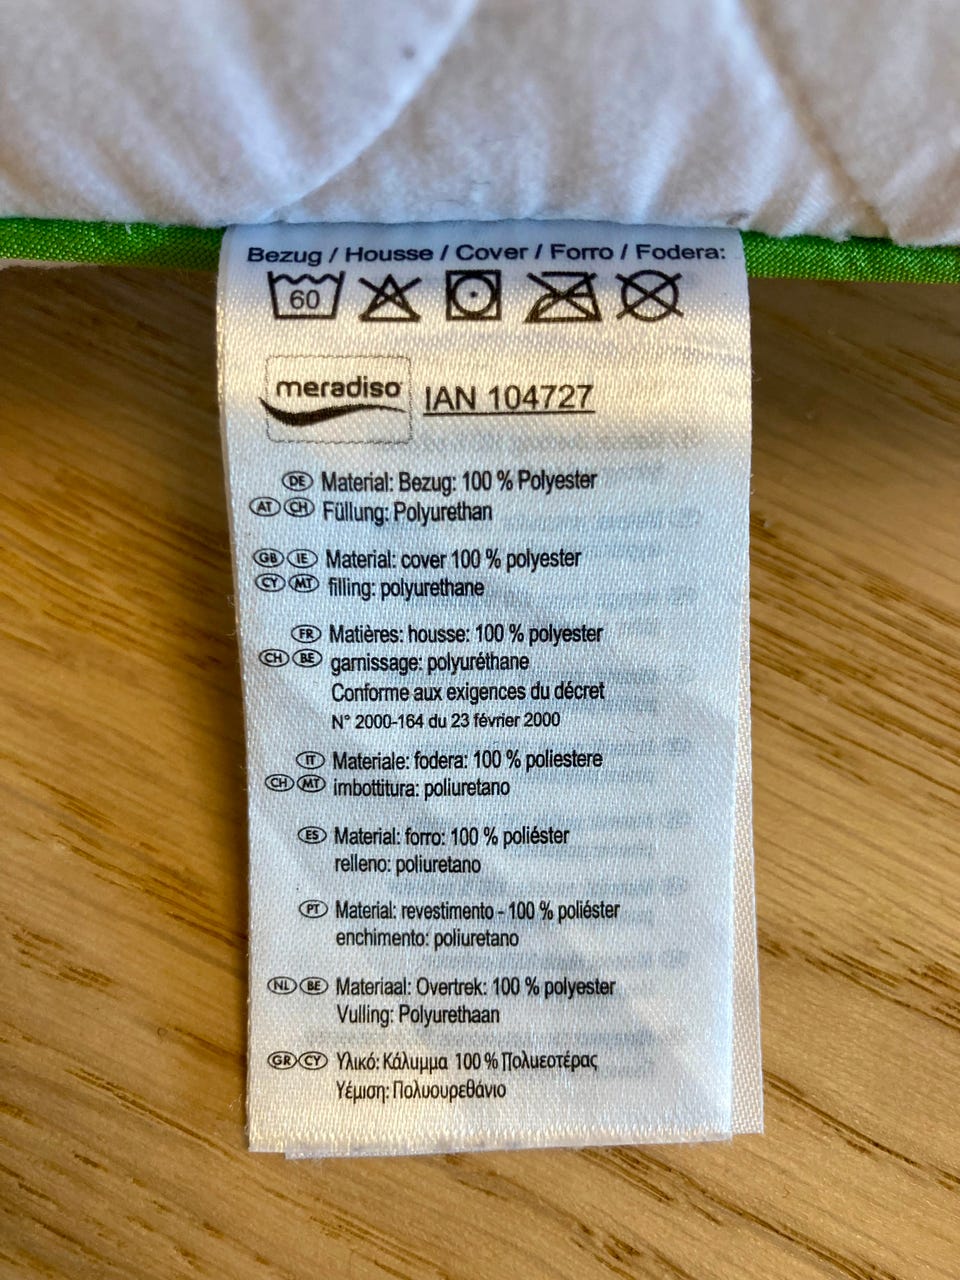 Bezug / Housse / Cover / Forro / Fodera:
60
meradiso IAN 104727
DE Material: Bezug: 100 % Polyester
AT CH Füllung: Polyurethan
GB IE Material: cover 100 % polyester
CY MT filling: polyurethane
FR Matières: housse: 100 % polyester
CH BE garnissage: polyuréthane
Conforme aux exigences du décret
N° 2000-164 du 23 février 2000
IT Materiale: fodera: 100 % poliestere
CH MT imbottitura: poliuretano
ES Material: forro: 100 % poliéster
relleno: poliuretano
PT Material: revestimento - 100 % poliéster
enchimento: poliuretano
NL BE Materiaal: Overtrek: 100 % polyester
Vulling: Polyurethaan
GR CY Υλικό: Κάλυμμα 100 % Πολυεοτέρας
Υέμιση: Πολυουρεθάνιο